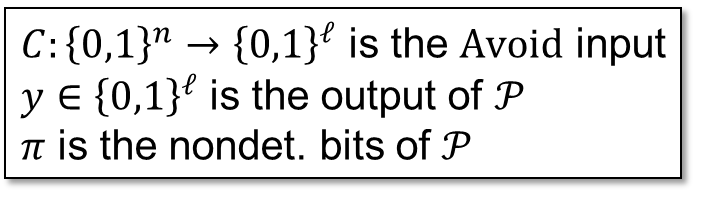 𝐶: {0,1}ⁿ → {0,1}^ℓ is the Avoid input
𝑦 ∈ {0,1}^ℓ is the output of 𝒫
𝜋 is the nondet. bits of 𝒫